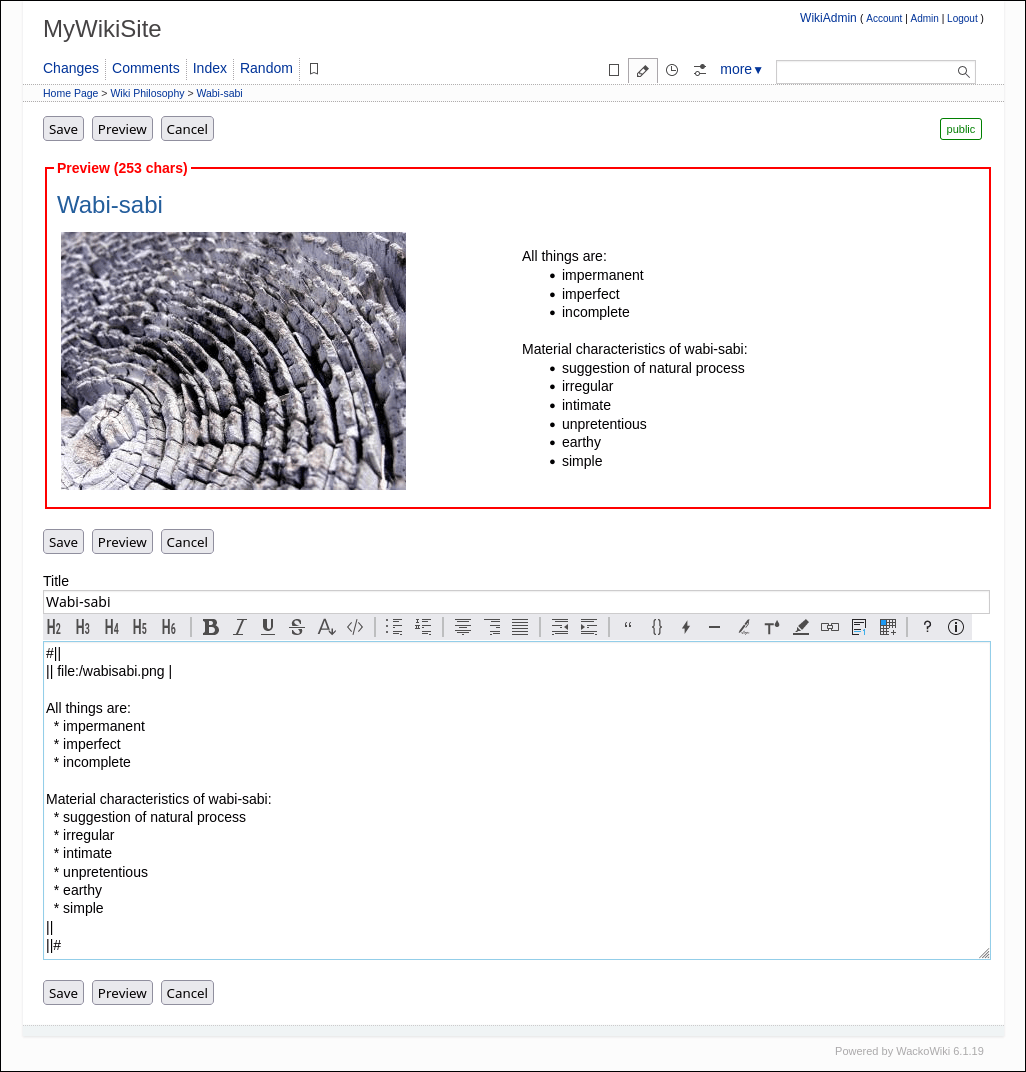 MyWikiSite
WikiAdmin ( Account | Admin | Logout )
Changes Comments Index Random
more ▾
Home Page > Wiki Philosophy > Wabi-sabi
Save Preview Cancel
public
Preview (253 chars)
Wabi-sabi
All things are:
• impermanent
• imperfect
• incomplete
Material characteristics of wabi-sabi:
• suggestion of natural process
• irregular
• intimate
• unpretentious
• earthy
• simple
Save Preview Cancel
Title
Wabi-sabi
H2 H3 H4 H5 H6 B I U S A </> “ {} T ? i
#||
|| file:/wabisabi.png |
All things are:
* impermanent
* imperfect
* incomplete
Material characteristics of wabi-sabi:
* suggestion of natural process
* irregular
* intimate
* unpretentious
* earthy
* simple
||
||#
Save Preview Cancel
Powered by WackoWiki 6.1.19